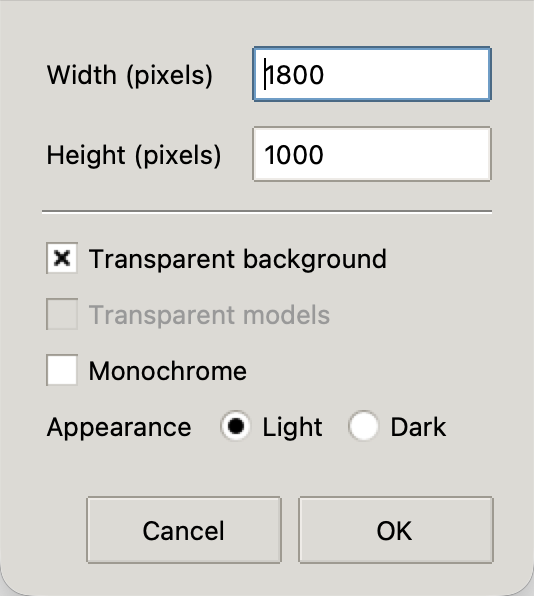 Width (pixels) 1800
Height (pixels) 1000
Transparent background
Transparent models
Monochrome
Appearance Light Dark
Cancel OK